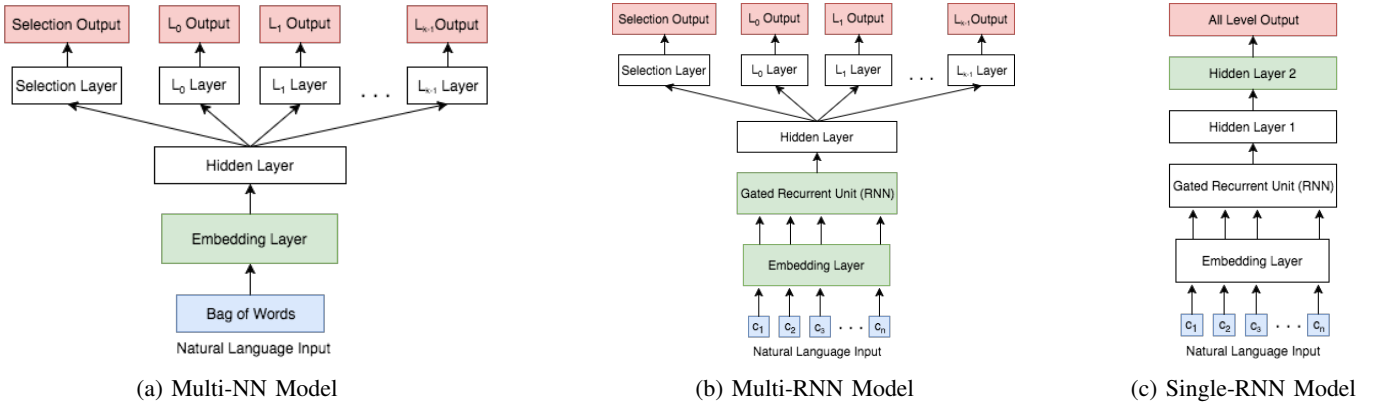 Selection Output
L₀ Output
L₁ Output
Lₖ₋₁Output
Selection Layer
L₀ Layer
L₁ Layer
. . .
Lₖ₋₁ Layer
Hidden Layer
Embedding Layer
Bag of Words
Natural Language Input
(a) Multi-NN Model
Selection Output
L₀ Output
L₁ Output
Lₖ₋₁Output
Selection Layer
L₀ Layer
L₁ Layer
. . .
Lₖ₋₁ Layer
Hidden Layer
Gated Recurrent Unit (RNN)
Embedding Layer
c₁ c₂ c₃ . . . cₙ
Natural Language Input
(b) Multi-RNN Model
All Level Output
Hidden Layer 2
Hidden Layer 1
Gated Recurrent Unit (RNN)
Embedding Layer
c₁ c₂ c₃ . . . cₙ
Natural Language Input
(c) Single-RNN Model